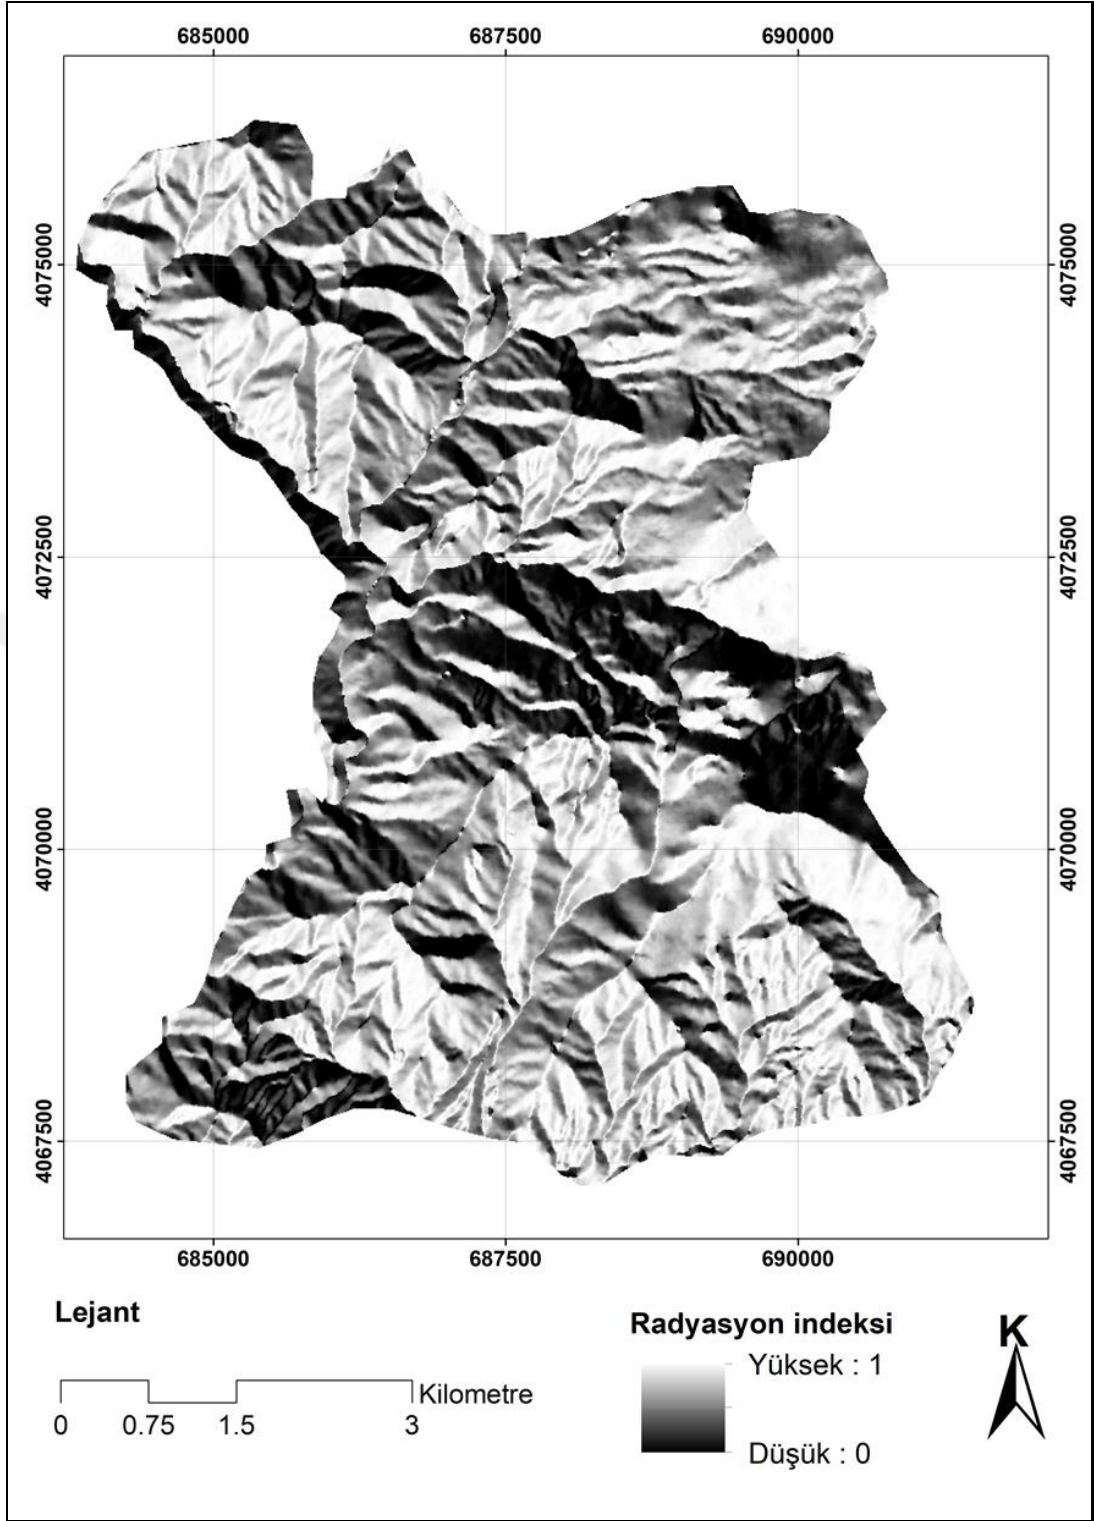 685000 687500 690000
4075000 4075000
4072500 4072500
4070000 4070000
4067500 4067500
685000 687500 690000
Lejant
Kilometre
0 0.75 1.5 3
Radyasyon indeksi
Yüksek : 1
Düşük : 0
K